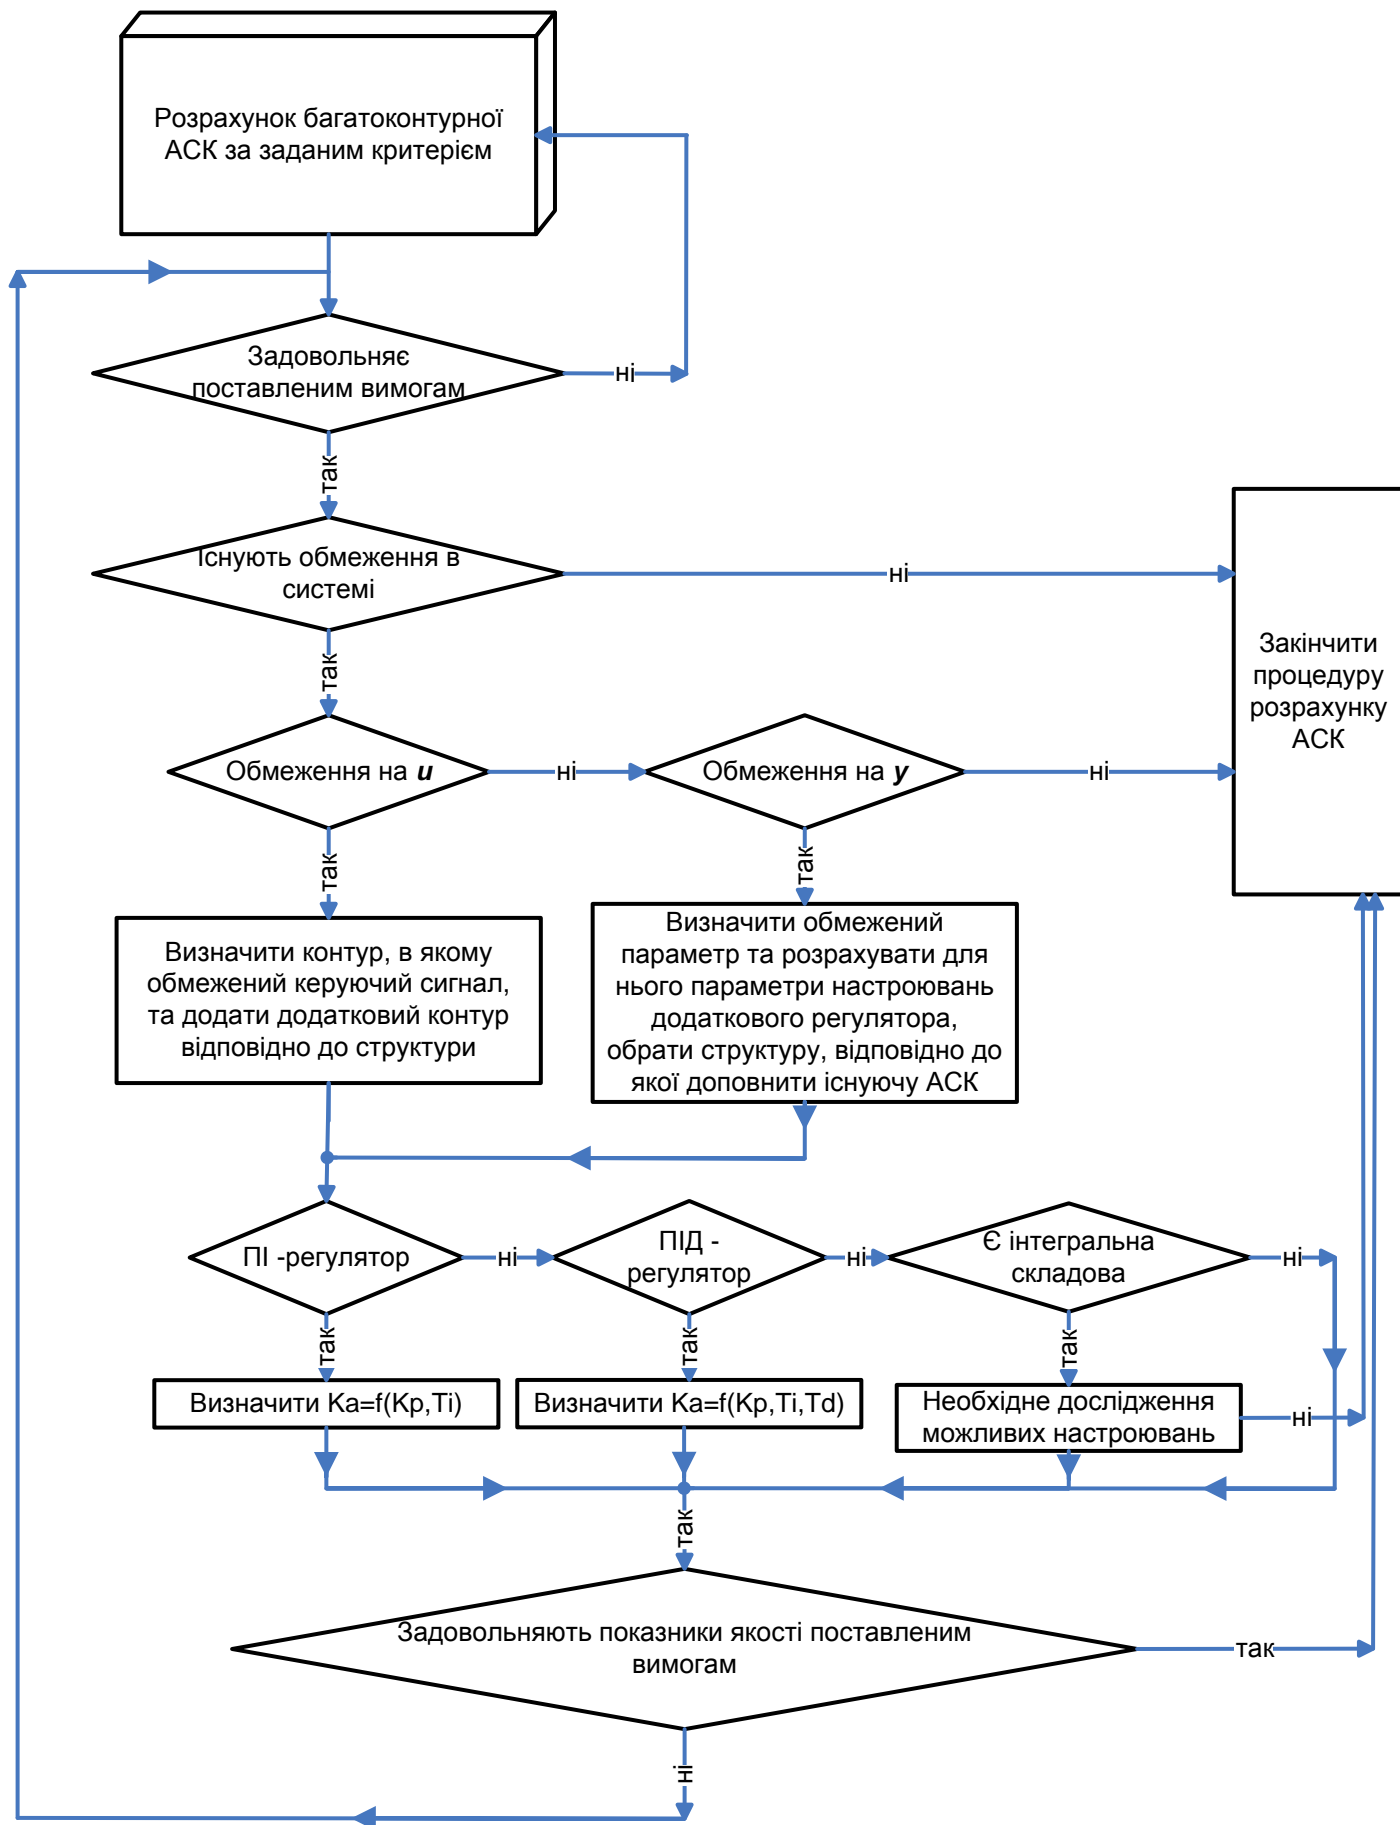 Розрахунок багатоконтурної
АСК за заданим критерієм
Задовольняє
поставленим вимогам
ні
так
Існують обмеження в
системі
ні
так
Закінчити
процедуру
розрахунку
АСК
Обмеження на u
ні
Обмеження на y
ні
так
так
Визначити контур, в якому
обмежений керуючий сигнал,
та додати додатковий контур
відповідно до структури
Визначити обмежений
параметр та розрахувати для
нього параметри настроювань
додаткового регулятора,
обрати структуру, відповідно до
якої доповнити існуючу АСК
ПІ -регулятор
ні
ПІД -
регулятор
ні
Є інтегральна
складова
ні
так
так
так
Визначити Ka=f(Kp,Ti)
Визначити Ka=f(Kp,Ti,Td)
Необхідне дослідження
можливих настроювань
ні
так
Задовольняють показники якості поставленим
вимогам
так
ні